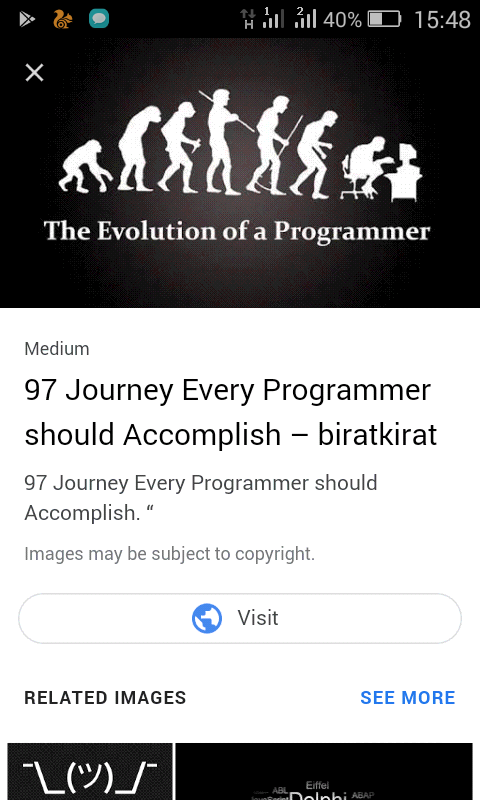 H 1 2 40% 15:48
The Evolution of a Programmer
Medium
97 Journey Every Programmer
should Accomplish – biratkirat
97 Journey Every Programmer should
Accomplish. “
Images may be subject to copyright.
Visit
RELATED IMAGES SEE MORE
¯\_(ツ)_/¯
Eiffel
ABL Delphi ABAP